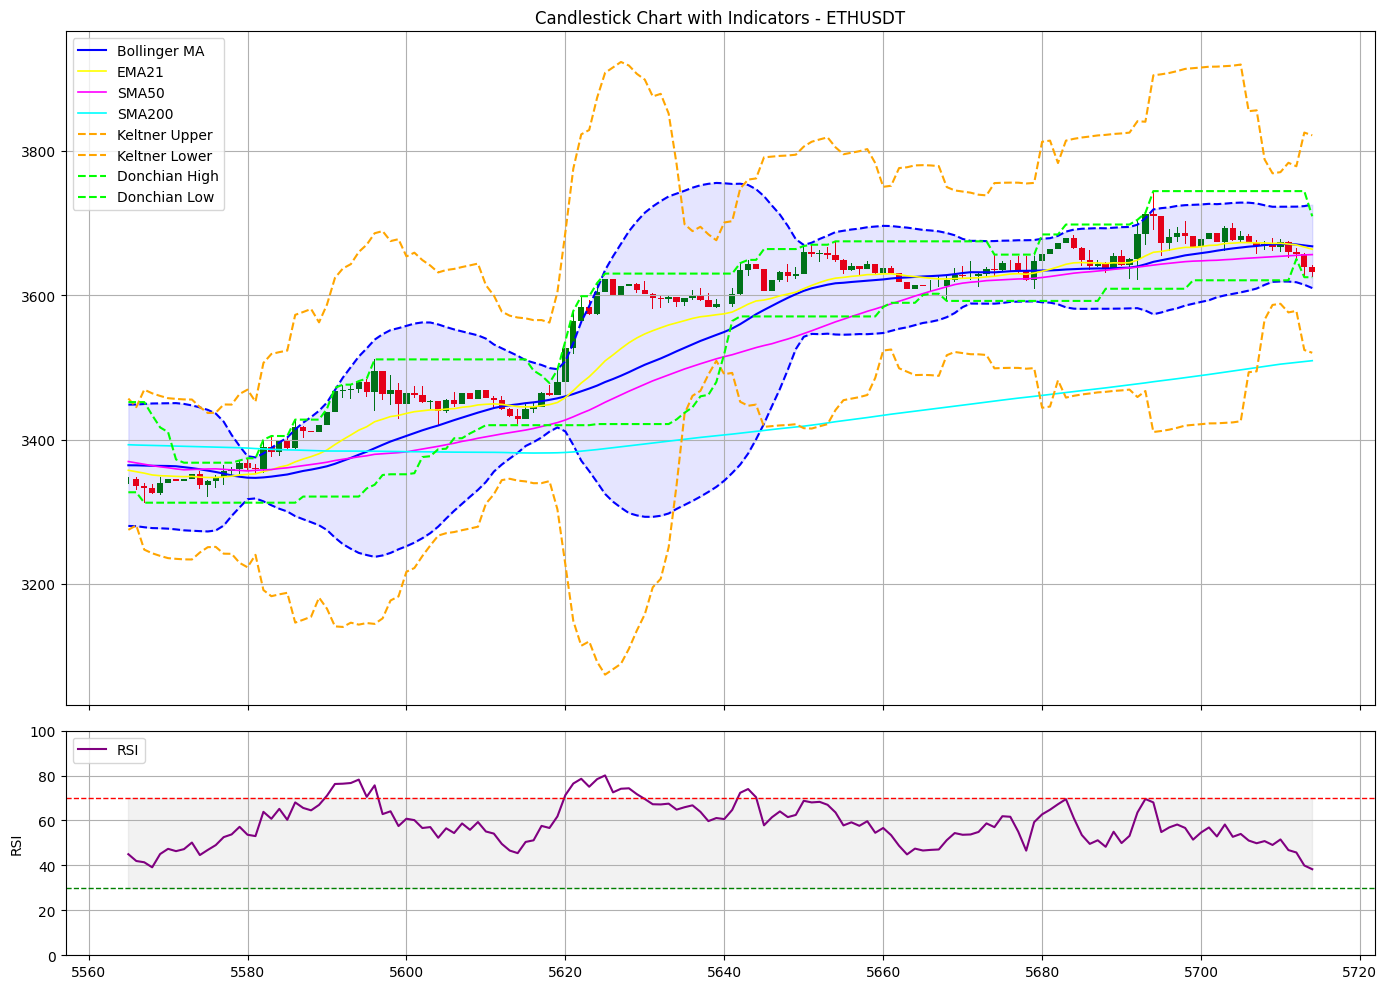 Candlestick Chart with Indicators - ETHUSDT
Bollinger MA
EMA21
SMA50
SMA200
Keltner Upper
Keltner Lower
Donchian High
Donchian Low
3800
3600
3400
3200
RSI
100
80
60
40
20
0
RSI
5560
5580
5600
5620
5640
5660
5680
5700
5720